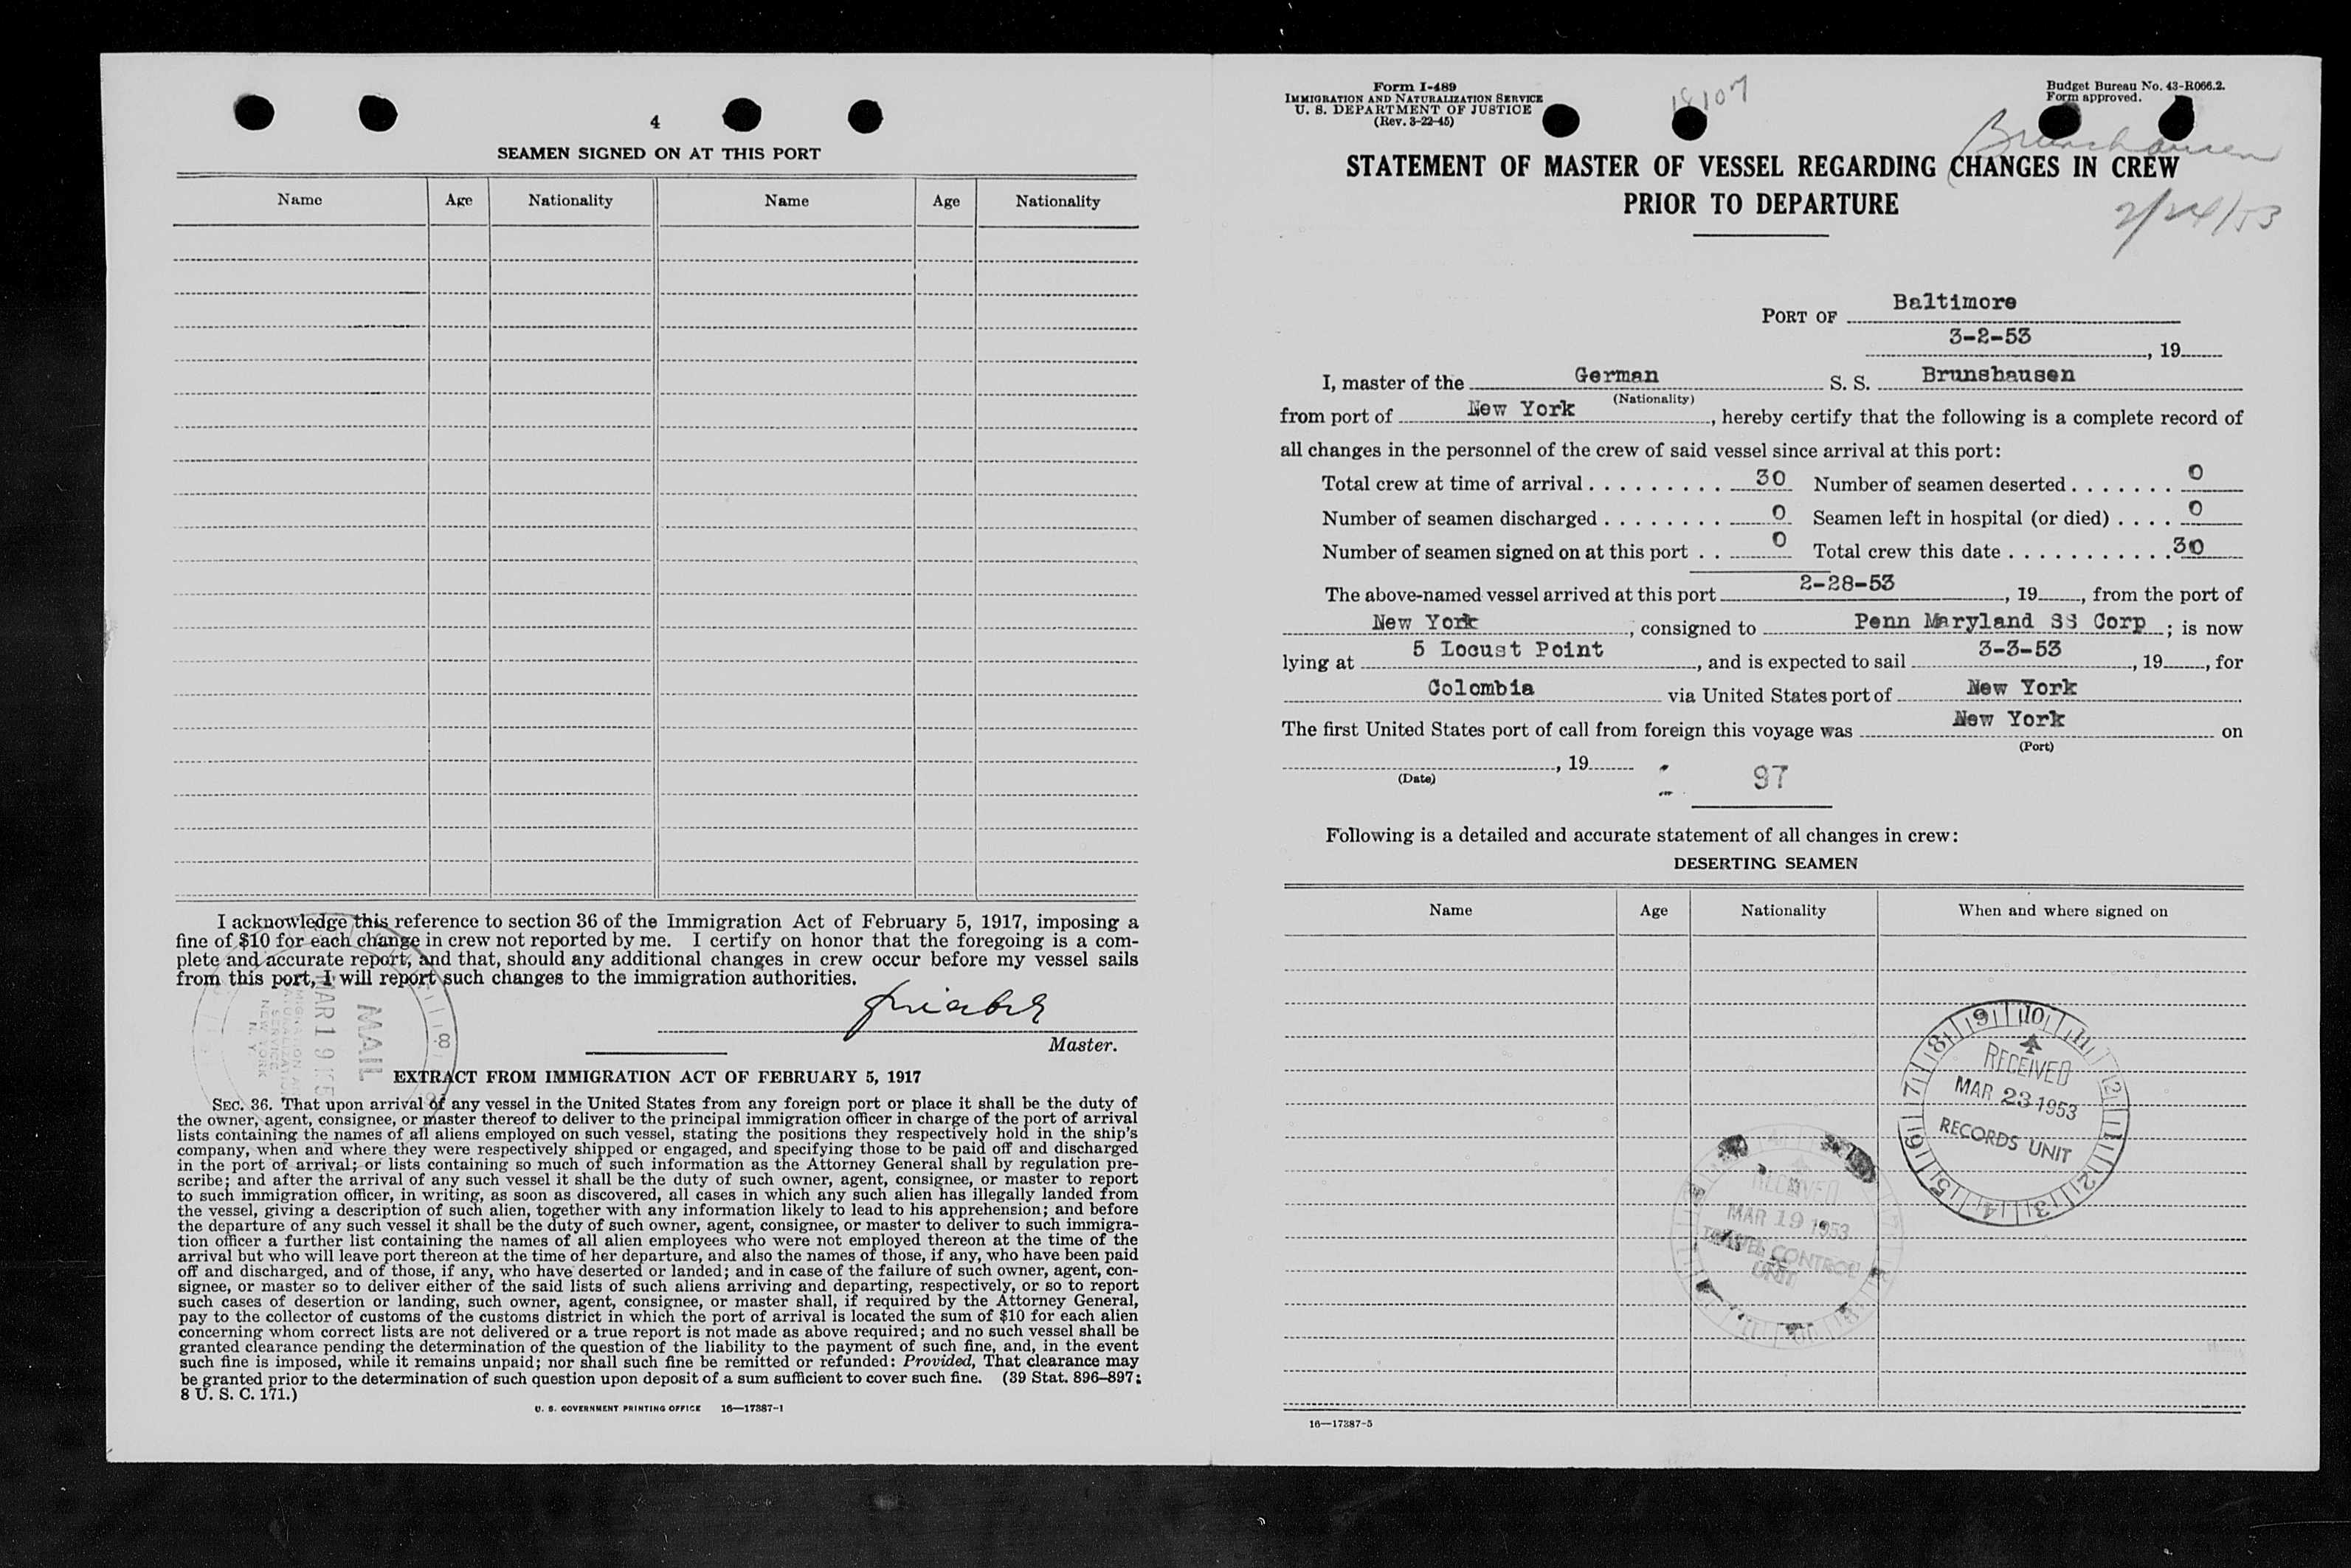 4
SEAMEN SIGNED ON AT THIS PORT
Name Age Nationality Name Age Nationality
I acknowledge this reference to section 36 of the Immigration Act of February 5, 1917, imposing a
fine of $10 for each change in crew not reported by me. I certify on honor that the foregoing is a com-
plete and accurate report, and that, should any additional changes in crew occur before my vessel sails
from this port, I will report such changes to the immigration authorities.
Master.
MAIL
MAR 19
SERVICE
NEW YORK
N. Y.
EXTRACT FROM IMMIGRATION ACT OF FEBRUARY 5, 1917
SEC. 36. That upon arrival of any vessel in the United States from any foreign port or place it shall be the duty of
the owner, agent, consignee, or master thereof to deliver to the principal immigration officer in charge of the port of arrival
lists containing the names of all aliens employed on such vessel, stating the positions they respectively hold in the ship's
company, when and where they were respectively shipped or engaged, and specifying those to be paid off and discharged
in the port of arrival; or lists containing so much of such information as the Attorney General shall by regulation pre-
scribe; and after the arrival of any such vessel it shall be the duty of such owner, agent, consignee, or master to report
to such immigration officer, in writing, as soon as discovered, all cases in which any such alien has illegally landed from
the vessel, giving a description of such alien, together with any information likely to lead to his apprehension; and before
the departure of any such vessel it shall be the duty of such owner, agent, consignee, or master to deliver to such immigra-
tion officer a further list containing the names of all alien employees who were not employed thereon at the time of the
arrival but who will leave port thereon at the time of her departure, and also the names of those, if any, who have been paid
off and discharged, and of those, if any, who have deserted or landed; and in case of the failure of such owner, agent, con-
signee, or master so to deliver either of the said lists of such aliens arriving and departing, respectively, or so to report
such cases of desertion or landing, such owner, agent, consignee, or master shall, if required by the Attorney General,
pay to the collector of customs of the customs district in which the port of arrival is located the sum of $10 for each alien
concerning whom correct lists are not delivered or a true report is not made as above required; and no such vessel shall be
granted clearance pending the determination of the question of the liability to the payment of such fine, and, in the event
such fine is imposed, while it remains unpaid; nor shall such fine be remitted or refunded: Provided, That clearance may
be granted prior to the determination of such question upon deposit of a sum sufficient to cover such fine. (39 Stat. 896–897;
8 U. S. C. 171.)
U. S. GOVERNMENT PRINTING OFFICE 16—17387-1
Form I-489
IMMIGRATION AND NATURALIZATION SERVICE
U. S. DEPARTMENT OF JUSTICE
(Rev. 3-22-45)
18107
Budget Bureau No. 43-R066.2.
Form approved.
Brunshausen
2/24/53
STATEMENT OF MASTER OF VESSEL REGARDING CHANGES IN CREW
PRIOR TO DEPARTURE
PORT OF Baltimore
3-2-53, 19
I, master of the German S. S. Brunshausen
(Nationality)
from port of New York, hereby certify that the following is a complete record of
all changes in the personnel of the crew of said vessel since arrival at this port:
Total crew at time of arrival . . . . . . . . . . 30 Number of seamen deserted . . . . . . . 0
Number of seamen discharged . . . . . . . . 0 Seamen left in hospital (or died) . . . . 0
Number of seamen signed on at this port . . 0 Total crew this date . . . . . . . . . . . 30
The above-named vessel arrived at this port 2-28-53, 19, from the port of
New York, consigned to Penn Maryland SS Corp; is now
lying at 5 Locust Point, and is expected to sail 3-3-53, 19, for
Colombia via United States port of New York.
The first United States port of call from foreign this voyage was New York on
(Port)
, 19
(Date)
97
Following is a detailed and accurate statement of all changes in crew:
DESERTING SEAMEN
Name Age Nationality When and where signed on
RECEIVED
MAR 23 1953
RECORDS UNIT
RECEIVED
MAR 19 1953
TRAVEL CONTROL
UNIT
16—17387-5